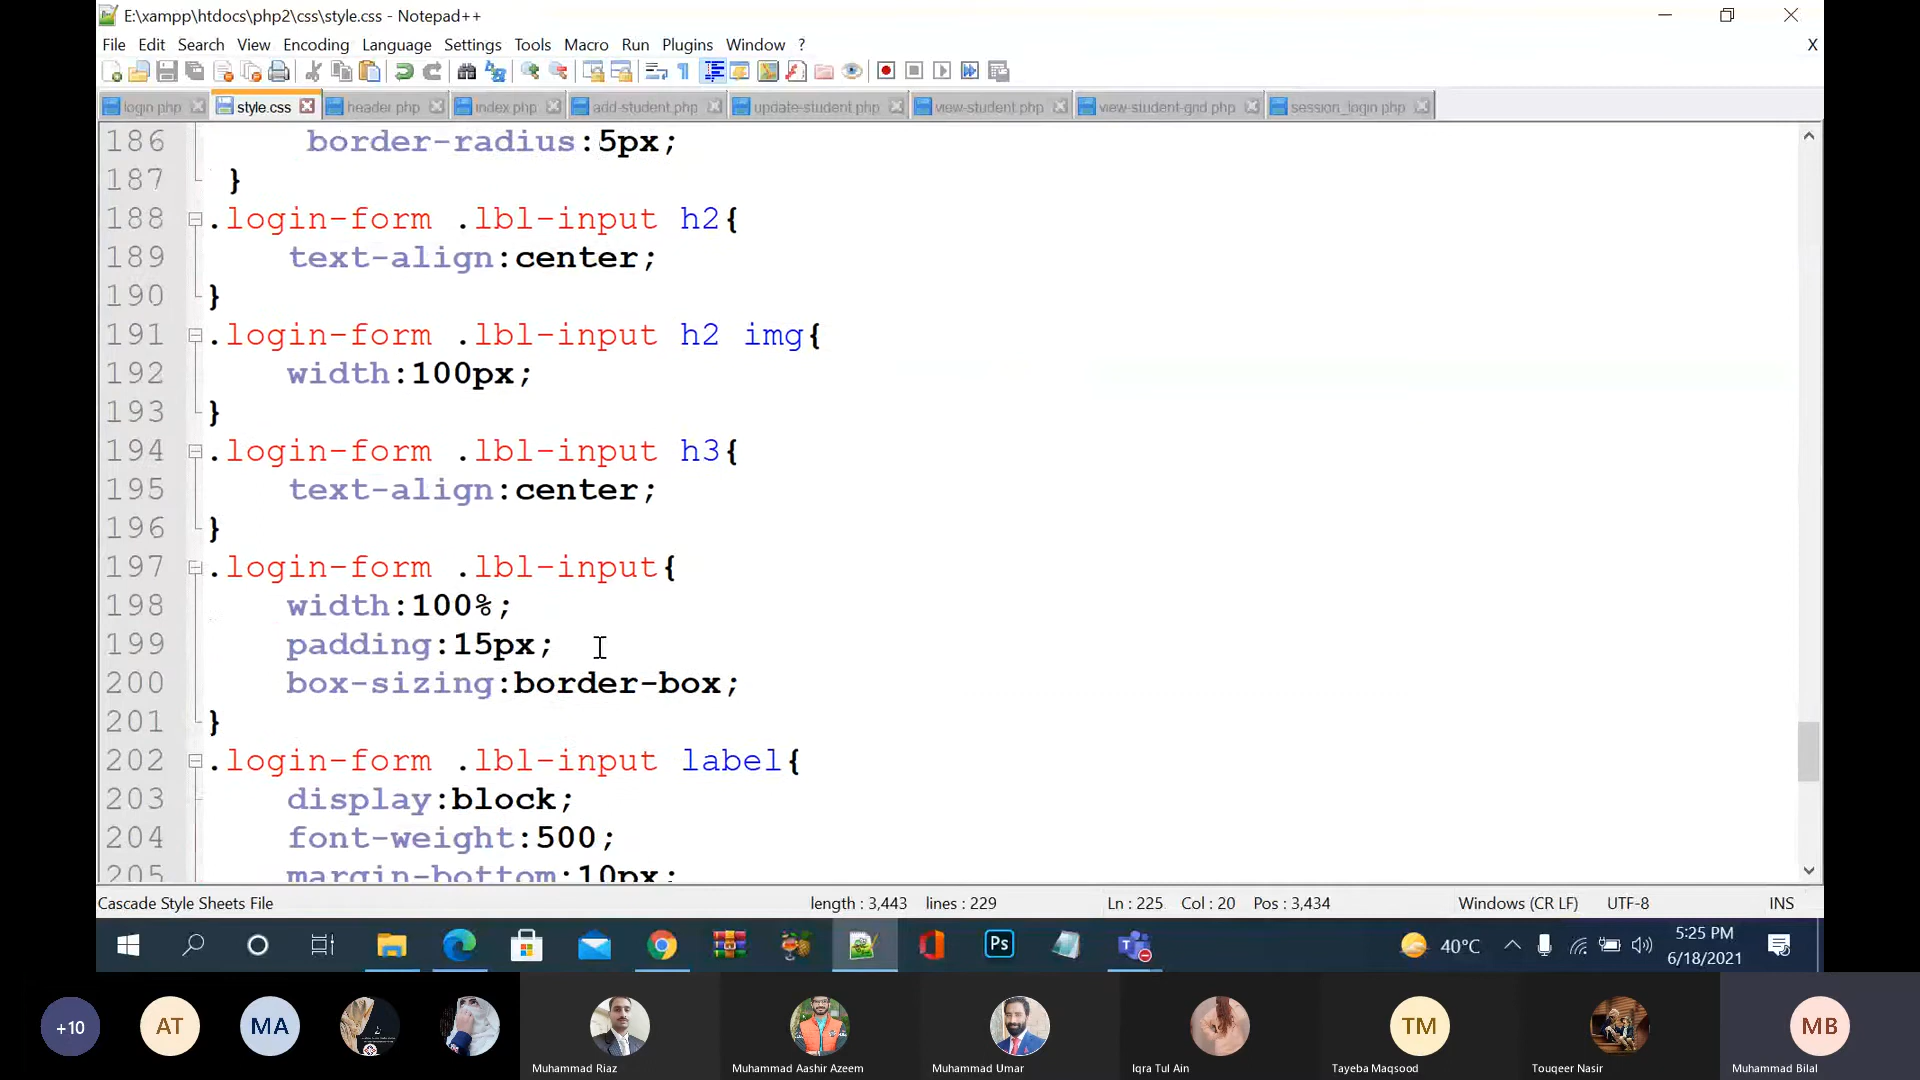 E:\xampp\htdocs\php2\css\style.css - Notepad++
File Edit Search View Encoding Language Settings Tools Macro Run Plugins Window ? X
login.php style.css header.php index.php add-student.php update-student.php view-student.php view-student-grid.php session_login.php
186 border-radius:5px;
187 }
188 .login-form .lbl-input h2{
189 text-align:center;
190 }
191 .login-form .lbl-input h2 img{
192 width:100px;
193 }
194 .login-form .lbl-input h3{
195 text-align:center;
196 }
197 .login-form .lbl-input{
198 width:100%;
199 padding:15px;
200 box-sizing:border-box;
201 }
202 .login-form .lbl-input label{
203 display:block;
204 font-weight:500;
205 margin-bottom:10px;
Cascade Style Sheets File length : 3,443 lines : 229 Ln : 225 Col : 20 Pos : 3,434 Windows (CR LF) UTF-8 INS
Ps 40°C 5:25 PM
6/18/2021
+10 AT MA TM MB
Muhammad Riaz Muhammad Aashir Azeem Muhammad Umar Iqra Tul Ain Tayeba Maqsood Touqeer Nasir Muhammad Bilal